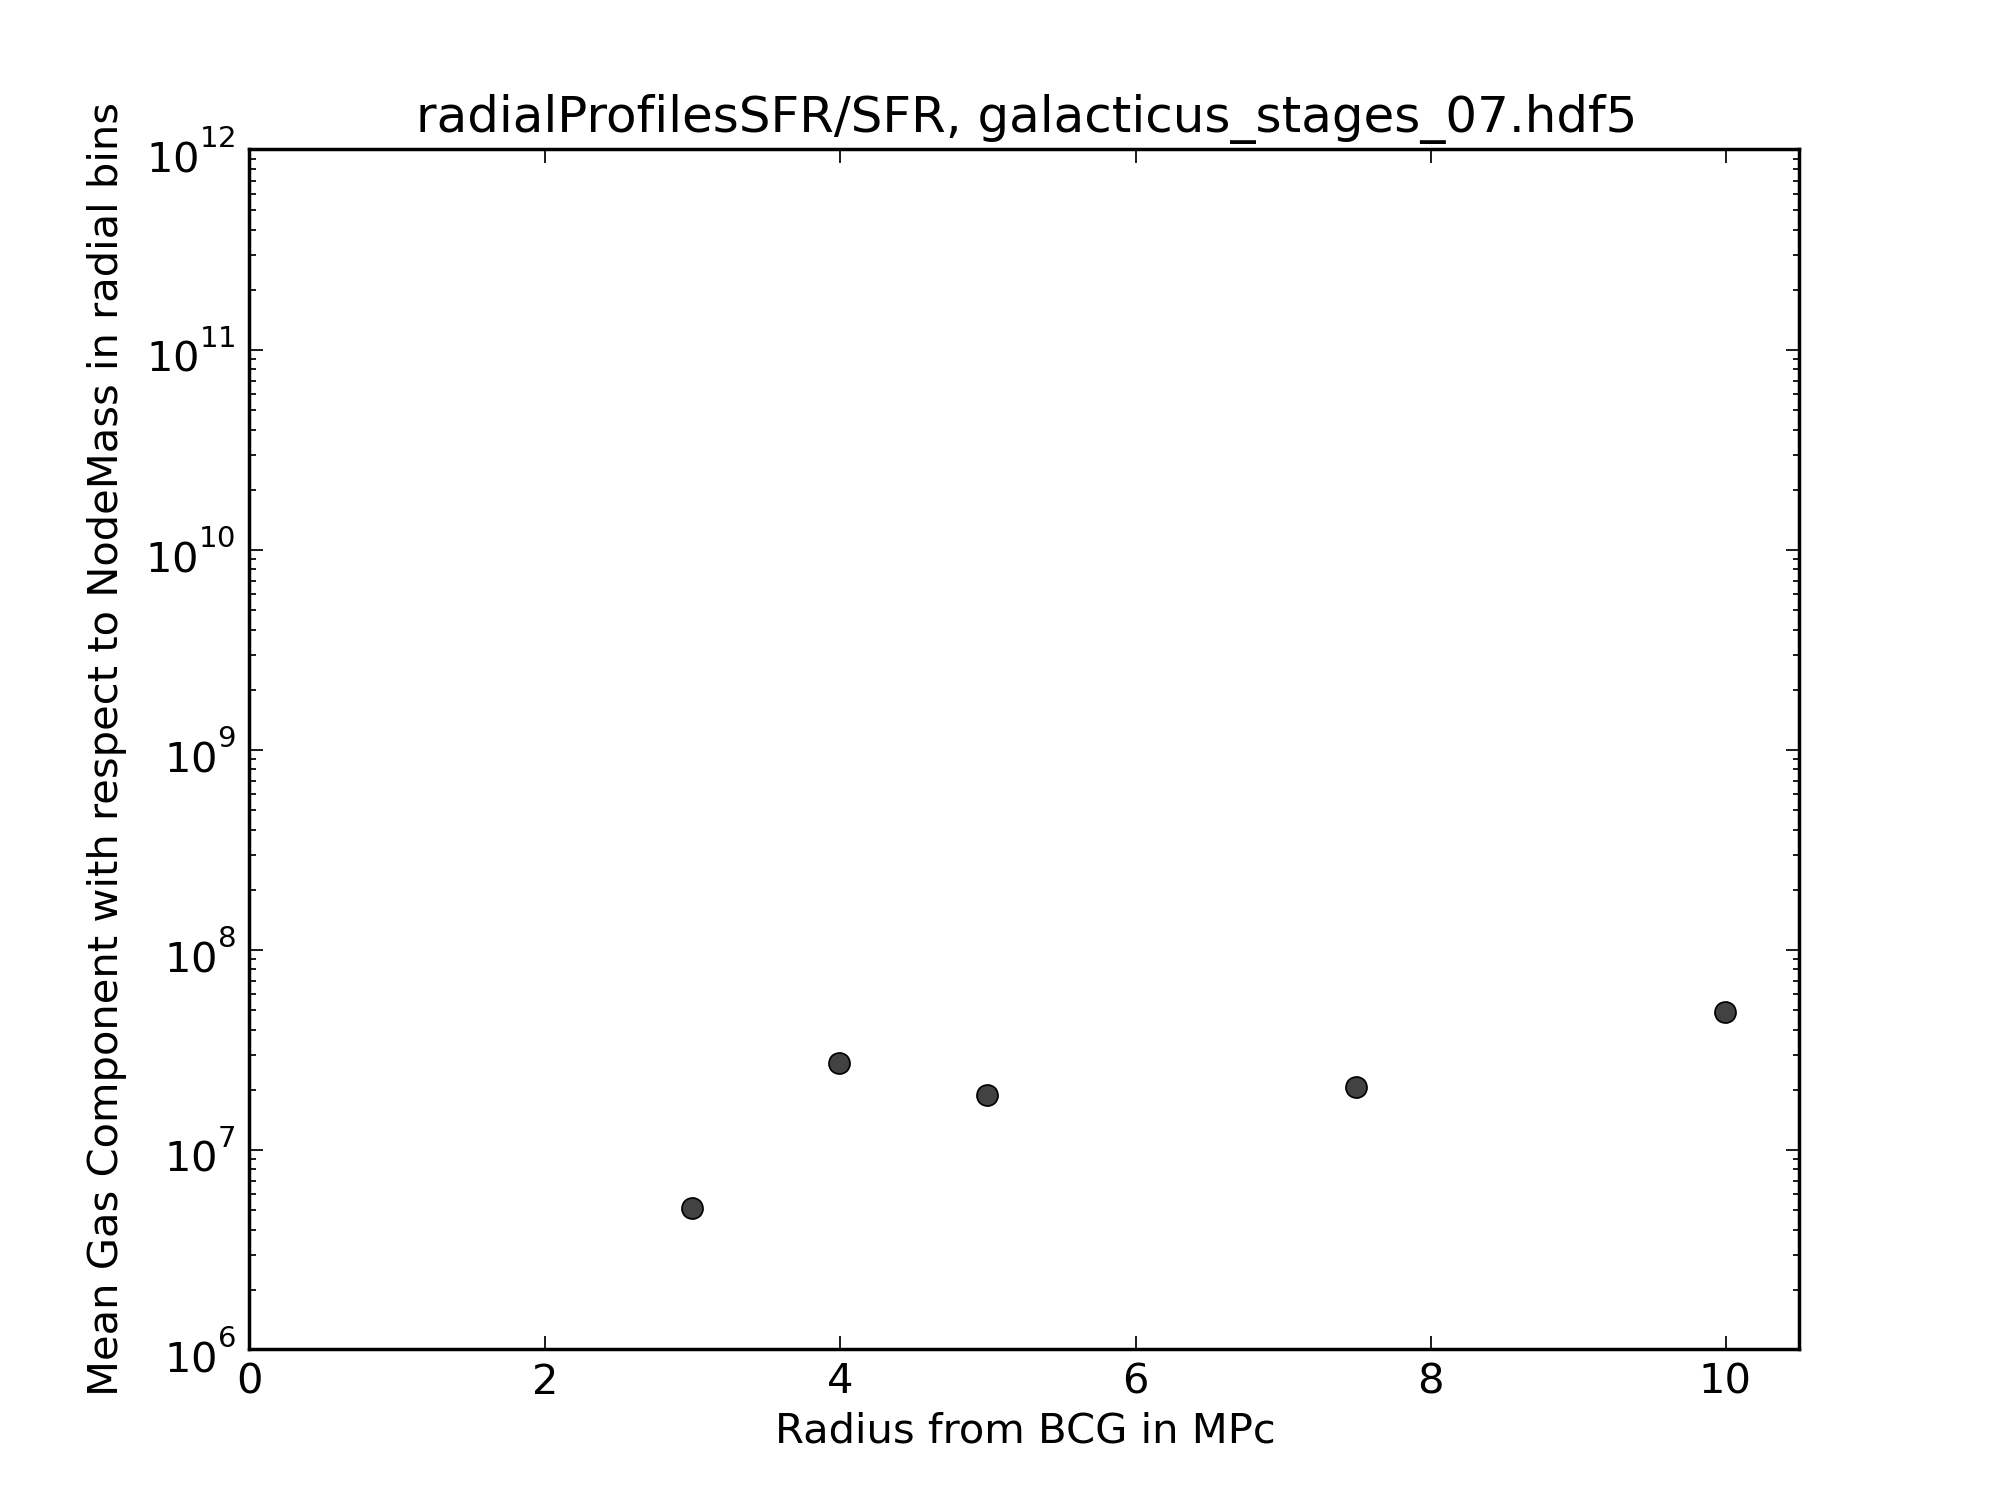 radialProfilesSFR/SFR, galacticus_stages_07.hdf5
Mean Gas Component with respect to NodeMass in radial bins
10^12
10^11
10^10
10^9
10^8
10^7
10^6
0 2 4 6 8 10
Radius from BCG in MPc